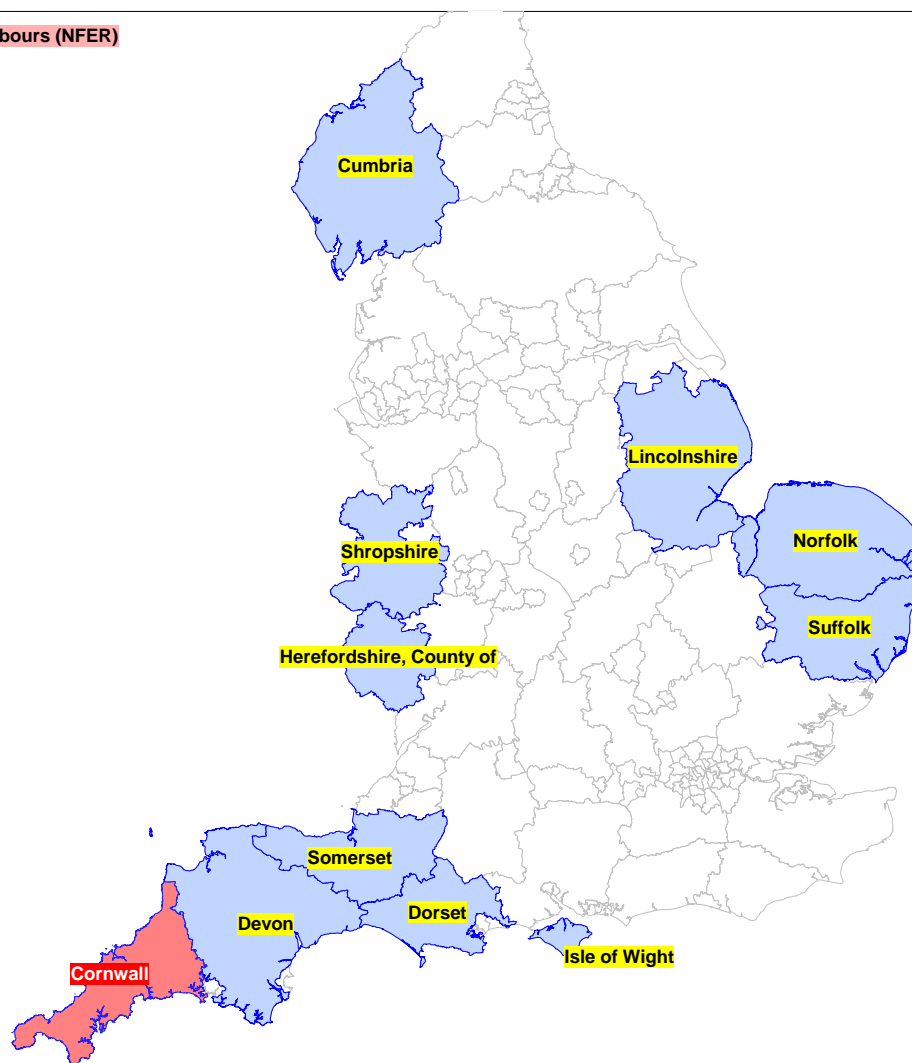 bours (NFER)
Cumbria
Lincolnshire
Norfolk
Shropshire
Suffolk
Herefordshire, County of
Somerset
Dorset
Devon
Isle of Wight
Cornwall